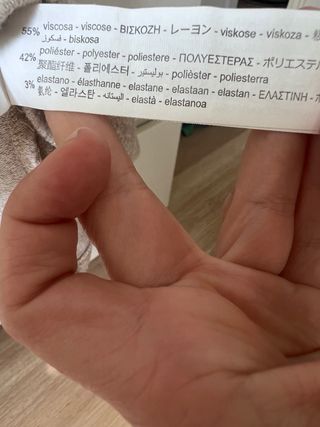 55% viscosa - viscose - ΒΙΣΚΟΖΗ - レーヨン - viskose - viskoza -
فسكوز - biskosa
42% poliéster - polyester - poliestere - ΠΟΛΥΕΣΤΕΡΑΣ - ポリエステル
聚酯纤维 - 폴리에스터 - بوليستير - polièster - poliesterra
3% elastano - élasthanne - elastane - elastaan - elastan - ΕΛΑΣΤΙΝΗ -
氨纶 - 엘라스탄 - الیستانه - elastà - elastanoa